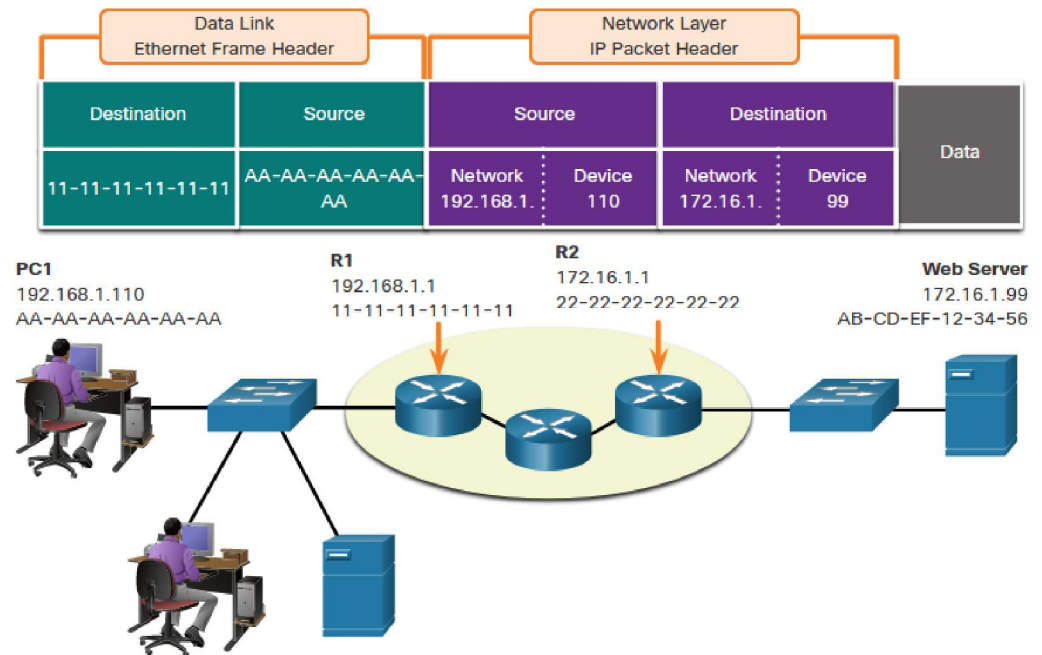 Data Link
Ethernet Frame Header
Network Layer
IP Packet Header
Destination
Source
Source
Destination
Data
11-11-11-11-11-11
AA-AA-AA-AA-AA-
AA
Network
192.168.1.
Device
110
Network
172.16.1.
Device
99
PC1
192.168.1.110
AA-AA-AA-AA-AA-AA
R1
192.168.1.1
11-11-11-11-11-11
R2
172.16.1.1
22-22-22-22-22-22
Web Server
172.16.1.99
AB-CD-EF-12-34-56